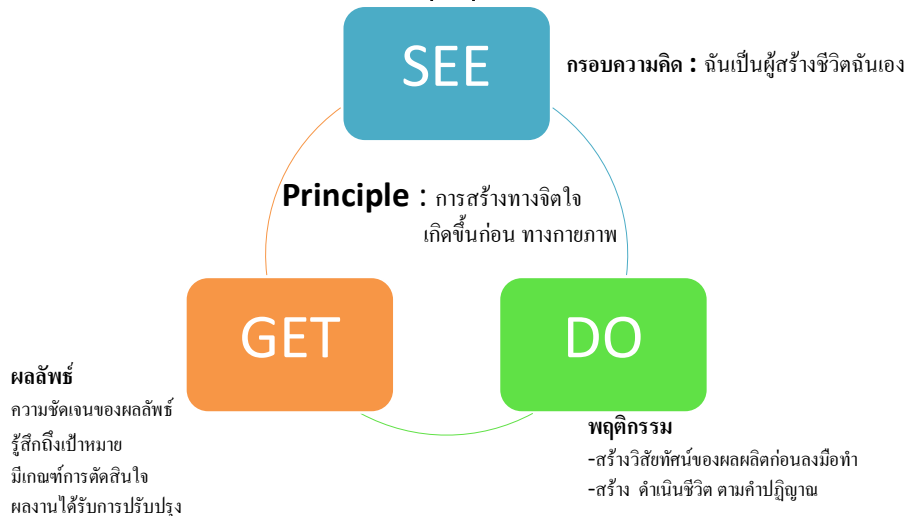 SEE
กรอบความคิด : ฉันเป็นผู้สร้างชีวิตฉันเอง
Principle : การสร้างทางจิตใจ
เกิดขึ้นก่อน ทางกายภาพ
GET
DO
ผลลัพธ์
ความชัดเจนของผลลัพธ์
รู้สึกถึงเป้าหมาย
มีเกณฑ์การตัดสินใจ
ผลงานได้รับการปรับปรุง
พฤติกรรม
-สร้างวิสัยทัศน์ของผลผลิตก่อนลงมือทำ
-สร้าง ดำเนินชีวิต ตามคำปฏิญาณ